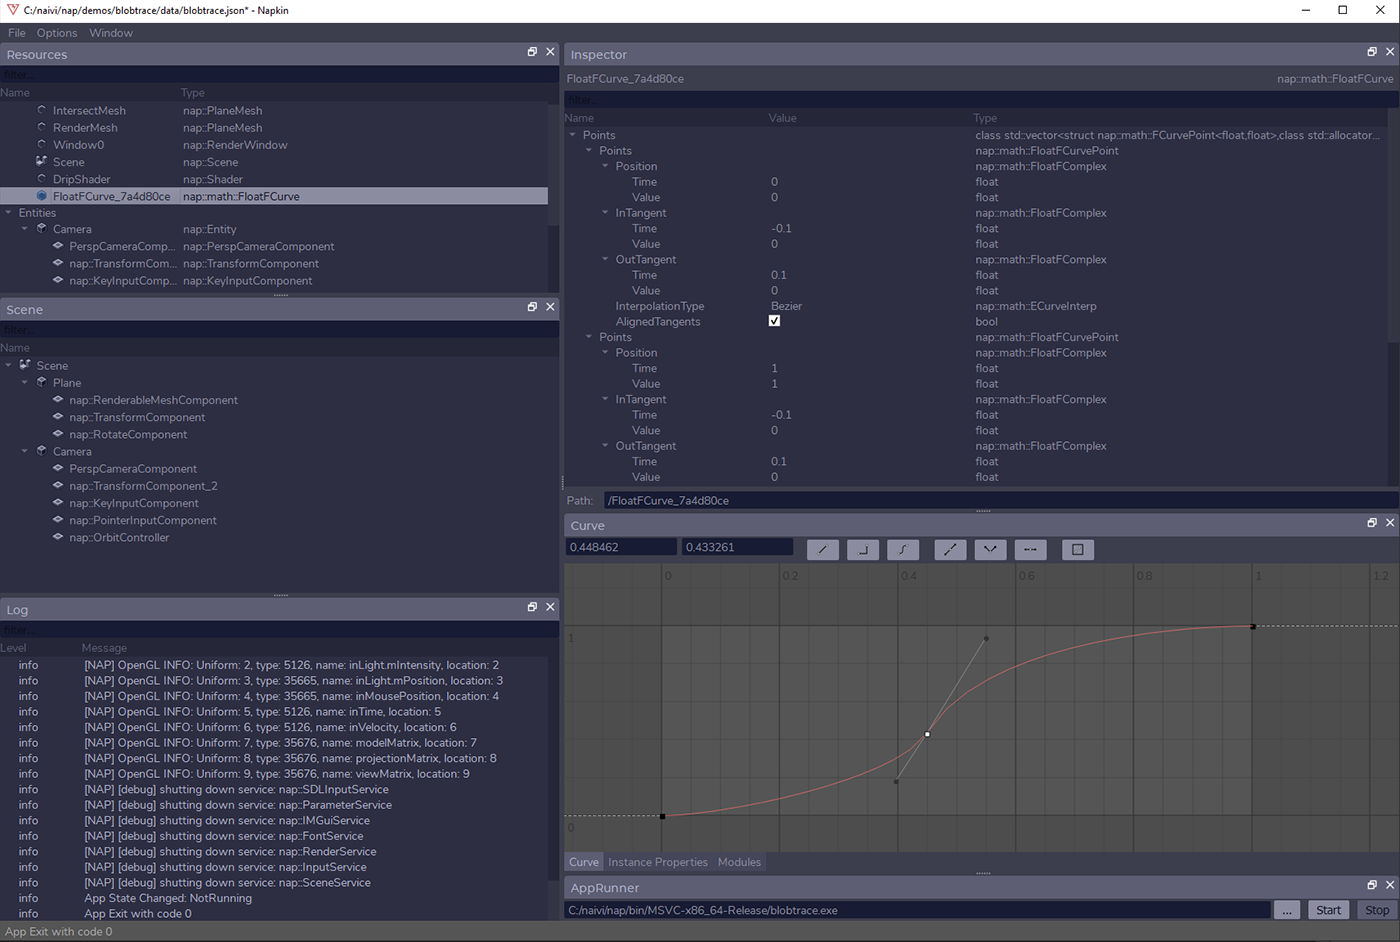 C:/naivi/nap/demos/blobtrace/data/blobtrace.json* - Napkin
File Options Window
Resources
filter...
Name Type
IntersectMesh nap::PlaneMesh
RenderMesh nap::PlaneMesh
Window0 nap::RenderWindow
Scene nap::Scene
DripShader nap::Shader
FloatFCurve_7a4d80ce nap::math::FloatFCurve
Entities
Camera nap::Entity
PerspCameraComp... nap::PerspCameraComponent
nap::TransformCom... nap::TransformComponent
nap::KeyInputComp... nap::KeyInputComponent
Scene
filter...
Name
Scene
Plane
nap::RenderableMeshComponent
nap::TransformComponent
nap::RotateComponent
Camera
PerspCameraComponent
nap::TransformComponent_2
nap::KeyInputComponent
nap::PointerInputComponent
nap::OrbitController
Log
filter...
Level Message
info [NAP] OpenGL INFO: Uniform: 2, type: 5126, name: inLight.mIntensity, location: 2
info [NAP] OpenGL INFO: Uniform: 3, type: 35665, name: inLight.mPosition, location: 3
info [NAP] OpenGL INFO: Uniform: 4, type: 35665, name: inMousePosition, location: 4
info [NAP] OpenGL INFO: Uniform: 5, type: 5126, name: inTime, location: 5
info [NAP] OpenGL INFO: Uniform: 6, type: 5126, name: inVelocity, location: 6
info [NAP] OpenGL INFO: Uniform: 7, type: 35676, name: modelMatrix, location: 7
info [NAP] OpenGL INFO: Uniform: 8, type: 35676, name: projectionMatrix, location: 8
info [NAP] OpenGL INFO: Uniform: 9, type: 35676, name: viewMatrix, location: 9
info [NAP] [debug] shutting down service: nap::SDLInputService
info [NAP] [debug] shutting down service: nap::ParameterService
info [NAP] [debug] shutting down service: nap::IMGuiService
info [NAP] [debug] shutting down service: nap::FontService
info [NAP] [debug] shutting down service: nap::RenderService
info [NAP] [debug] shutting down service: nap::InputService
info [NAP] [debug] shutting down service: nap::SceneService
info App State Changed: NotRunning
info App Exit with code 0
Inspector
FloatFCurve_7a4d80ce nap::math::FloatFCurve
filter...
Name Value Type
Points class std::vector<struct nap::math::FCurvePoint<float,float>,class std::allocator...
Points nap::math::FloatFCurvePoint
Position nap::math::FloatFComplex
Time 0 float
Value 0 float
InTangent nap::math::FloatFComplex
Time -0.1 float
Value 0 float
OutTangent nap::math::FloatFComplex
Time 0.1 float
Value 0 float
InterpolationType Bezier nap::math::ECurveInterp
AlignedTangents bool
Points nap::math::FloatFCurvePoint
Position nap::math::FloatFComplex
Time 1 float
Value 1 float
InTangent nap::math::FloatFComplex
Time -0.1 float
Value 0 float
OutTangent nap::math::FloatFComplex
Time 0.1 float
Value 0 float
Path: /FloatFCurve_7a4d80ce
Curve
0.448462 0.433261
0 0.2 0.4 0.6 0.8 1 1.2
1
0
Curve Instance Properties Modules
AppRunner
C:/naivi/nap/bin/MSVC-x86_64-Release/blobtrace.exe ... Start Stop
App Exit with code 0